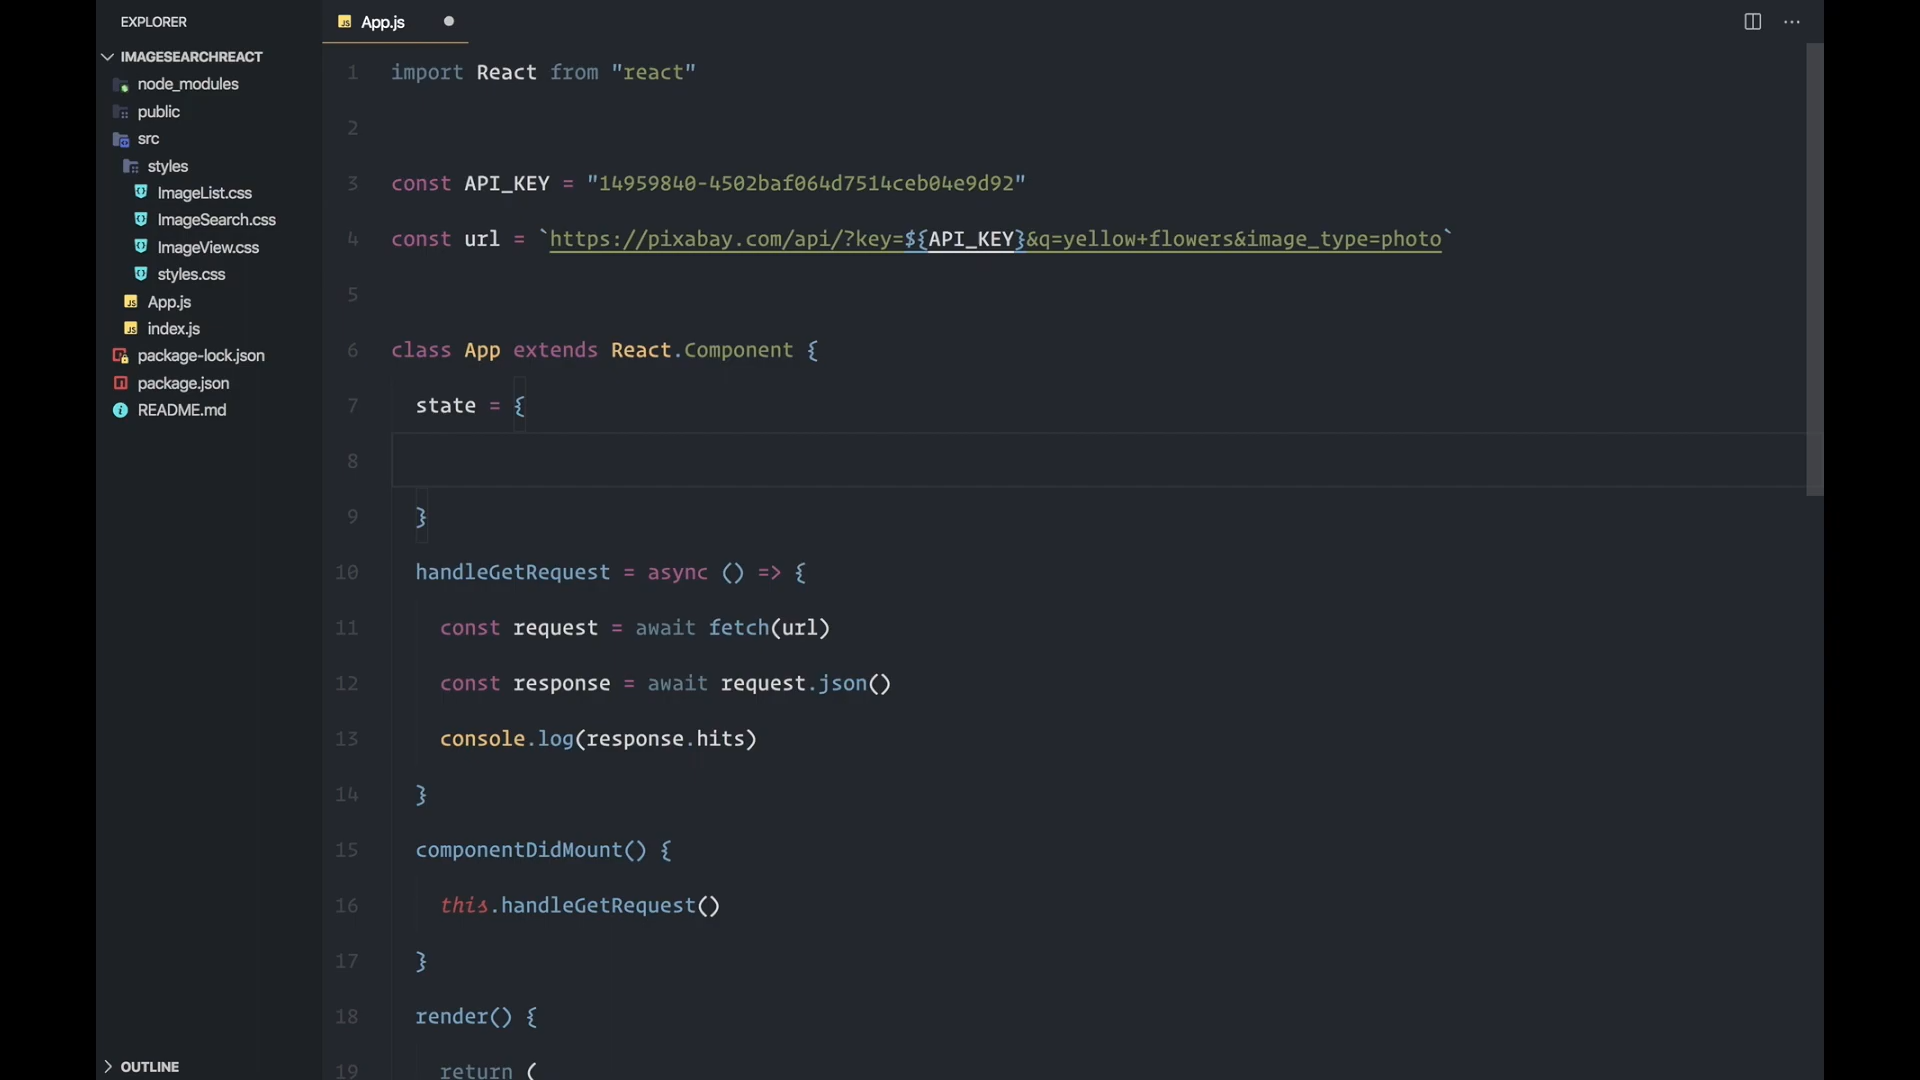 EXPLORER
IMAGESEARCHREACT
node_modules
public
src
styles
ImageList.css
ImageSearch.css
ImageView.css
styles.css
App.js
index.js
package-lock.json
package.json
README.md
OUTLINE
App.js
1 import React from "react"
2
3 const API_KEY = "14959840-4502baf064d7514ceb04e9d92"
4 const url = `https://pixabay.com/api/?key=${API_KEY}&q=yellow+flowers&image_type=photo`
5
6 class App extends React.Component {
7 state = {
8
9 }
10 handleGetRequest = async () => {
11 const request = await fetch(url)
12 const response = await request.json()
13 console.log(response.hits)
14 }
15 componentDidMount() {
16 this.handleGetRequest()
17 }
18 render() {
19 return (